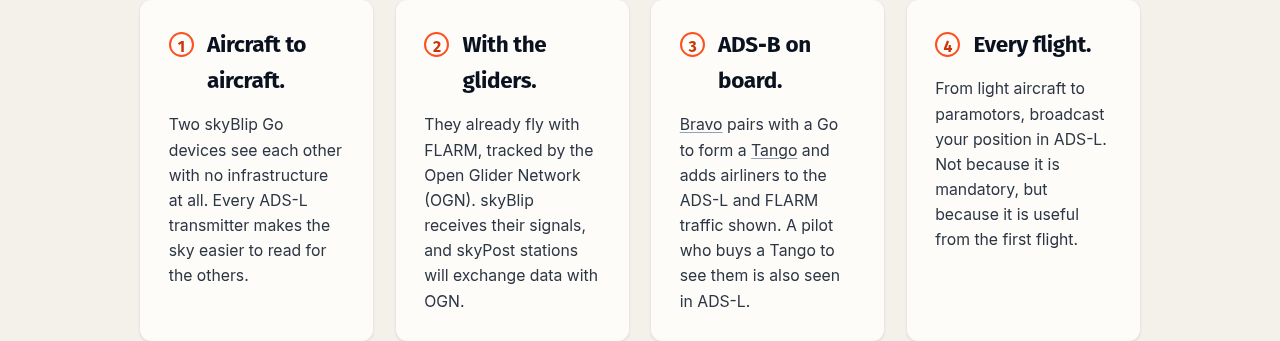 1 Aircraft to
aircraft.
Two skyBlip Go
devices see each other
with no infrastructure
at all. Every ADS-L
transmitter makes the
sky easier to read for
the others.
2 With the
gliders.
They already fly with
FLARM, tracked by the
Open Glider Network
(OGN). skyBlip
receives their signals,
and skyPost stations
will exchange data with
OGN.
3 ADS-B on
board.
Bravo pairs with a Go
to form a Tango and
adds airliners to the
ADS-L and FLARM
traffic shown. A pilot
who buys a Tango to
see them is also seen
in ADS-L.
4 Every flight.
From light aircraft to
paramotors, broadcast
your position in ADS-L.
Not because it is
mandatory, but
because it is useful
from the first flight.